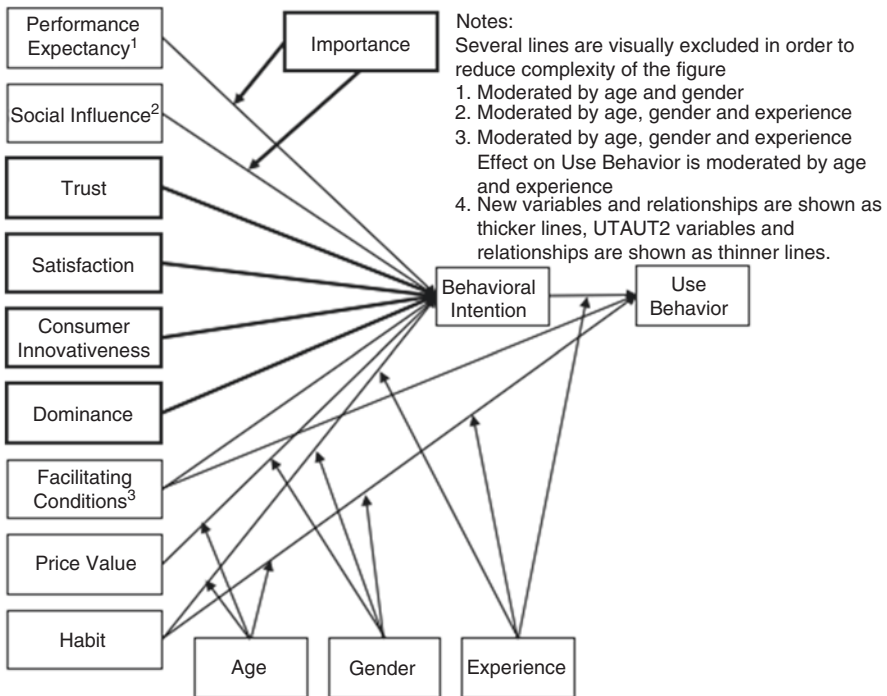 Performance
Expectancy1
Importance
Social Influence2
Trust
Satisfaction
Consumer
Innovativeness
Dominance
Facilitating
Conditions3
Price Value
Habit
Age
Gender
Experience
Behavioral
Intention
Use
Behavior
Notes:
Several lines are visually excluded in order to
reduce complexity of the figure
1. Moderated by age and gender
2. Moderated by age, gender and experience
3. Moderated by age, gender and experience
Effect on Use Behavior is moderated by age
and experience
4. New variables and relationships are shown as
thicker lines, UTAUT2 variables and
relationships are shown as thinner lines.